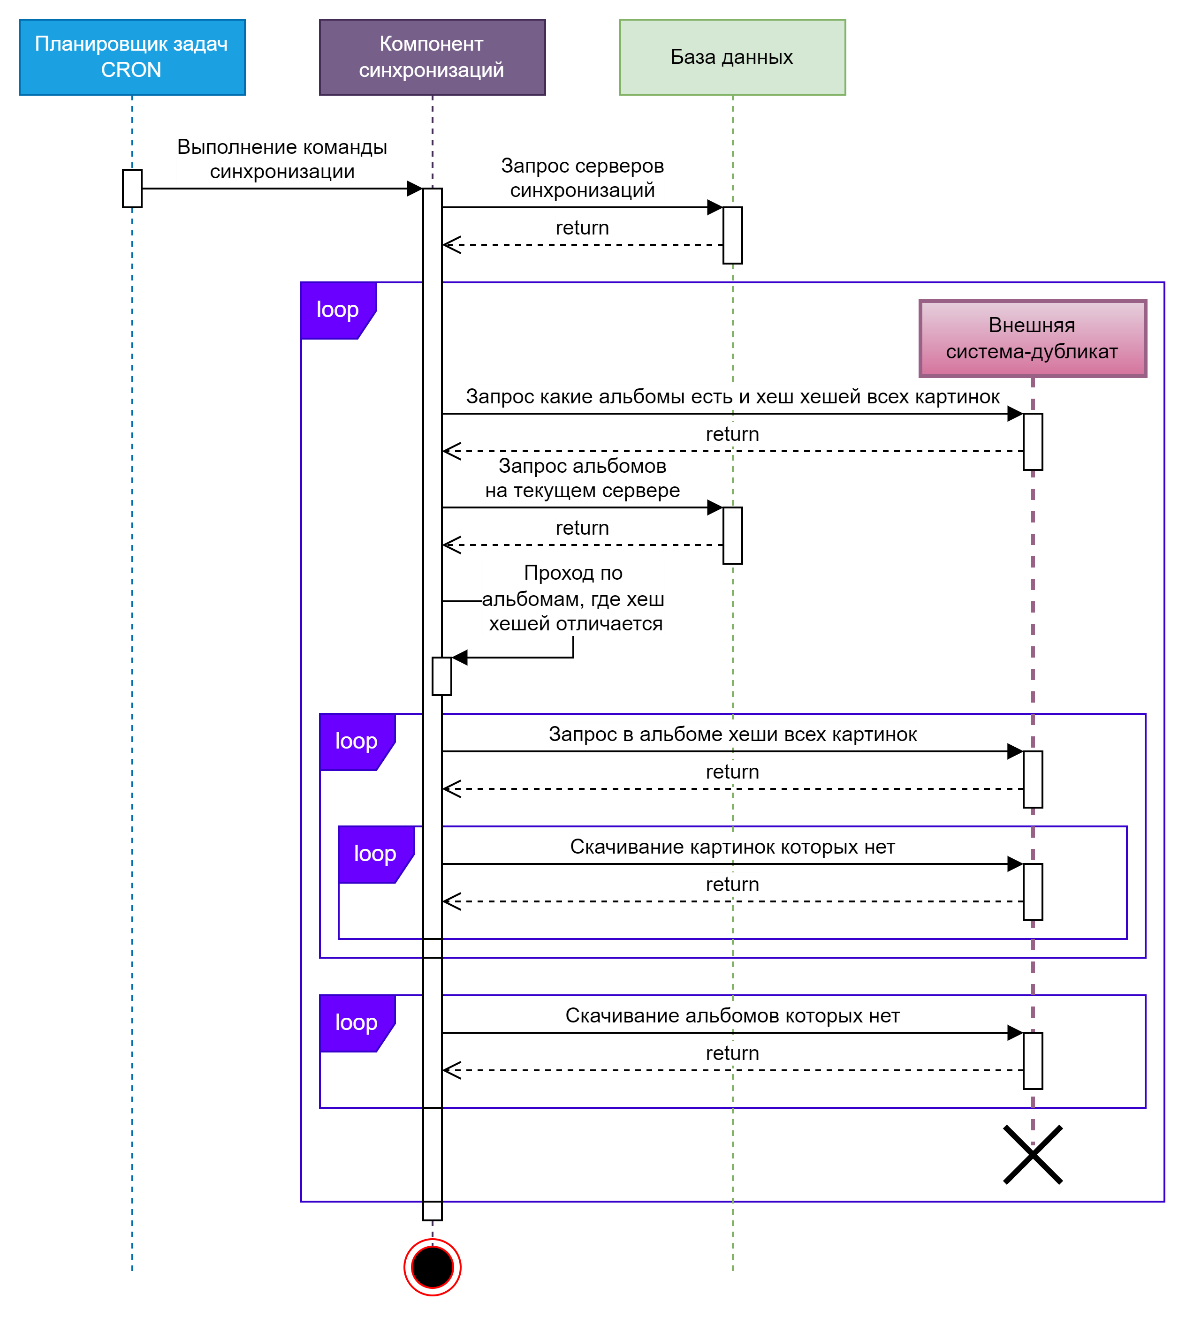 Планировщик задач
CRON
Компонент
синхронизаций
База данных
Выполнение команды
синхронизации
Запрос серверов
синхронизаций
return
loop
Внешняя
система-дубликат
Запрос какие альбомы есть и хеш хешей всех картинок
return
Запрос альбомов
на текущем сервере
return
Проход по
альбомам, где хеш
хешей отличается
loop
Запрос в альбоме хеши всех картинок
return
loop
Скачивание картинок которых нет
return
loop
Скачивание альбомов которых нет
return